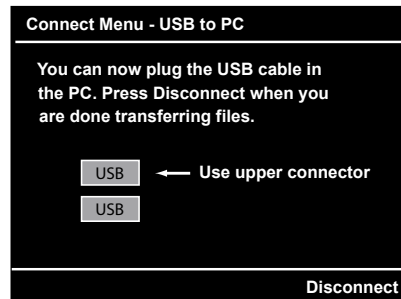 Connect Menu - USB to PC
You can now plug the USB cable in
the PC. Press Disconnect when you
are done transferring files.
USB Use upper connector
USB
Disconnect